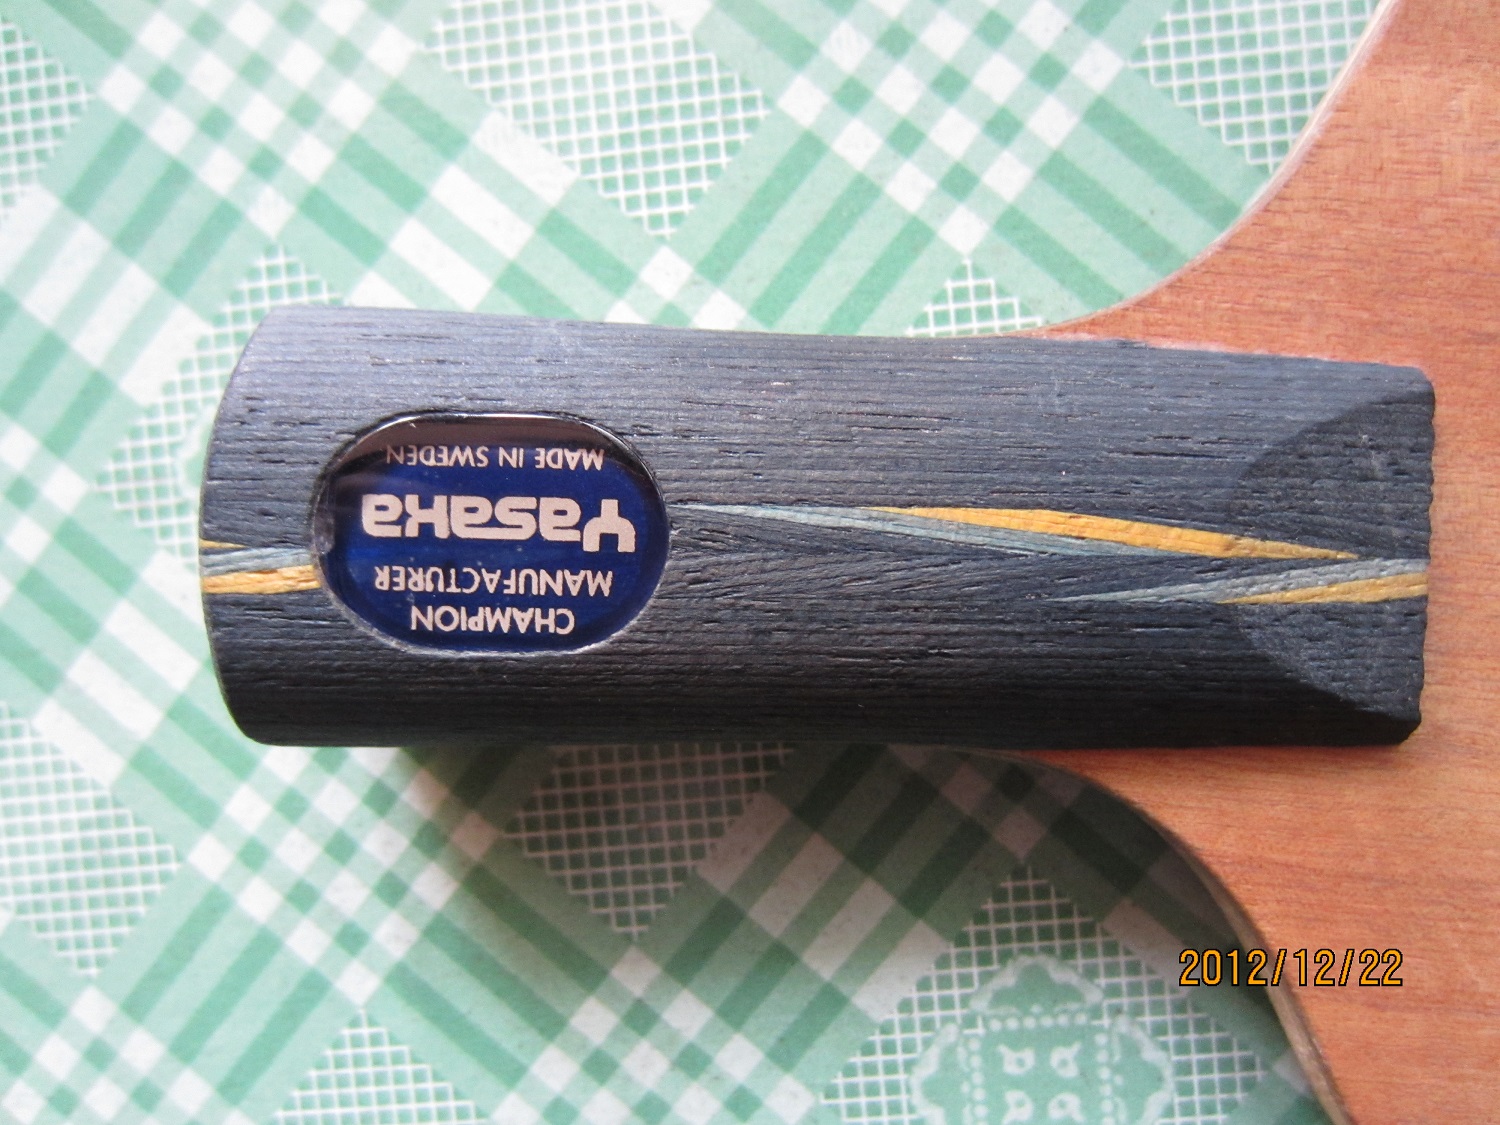 CHAMPION
MANUFACTURER
Yasaka
MADE IN SWEDEN
2012/12/22